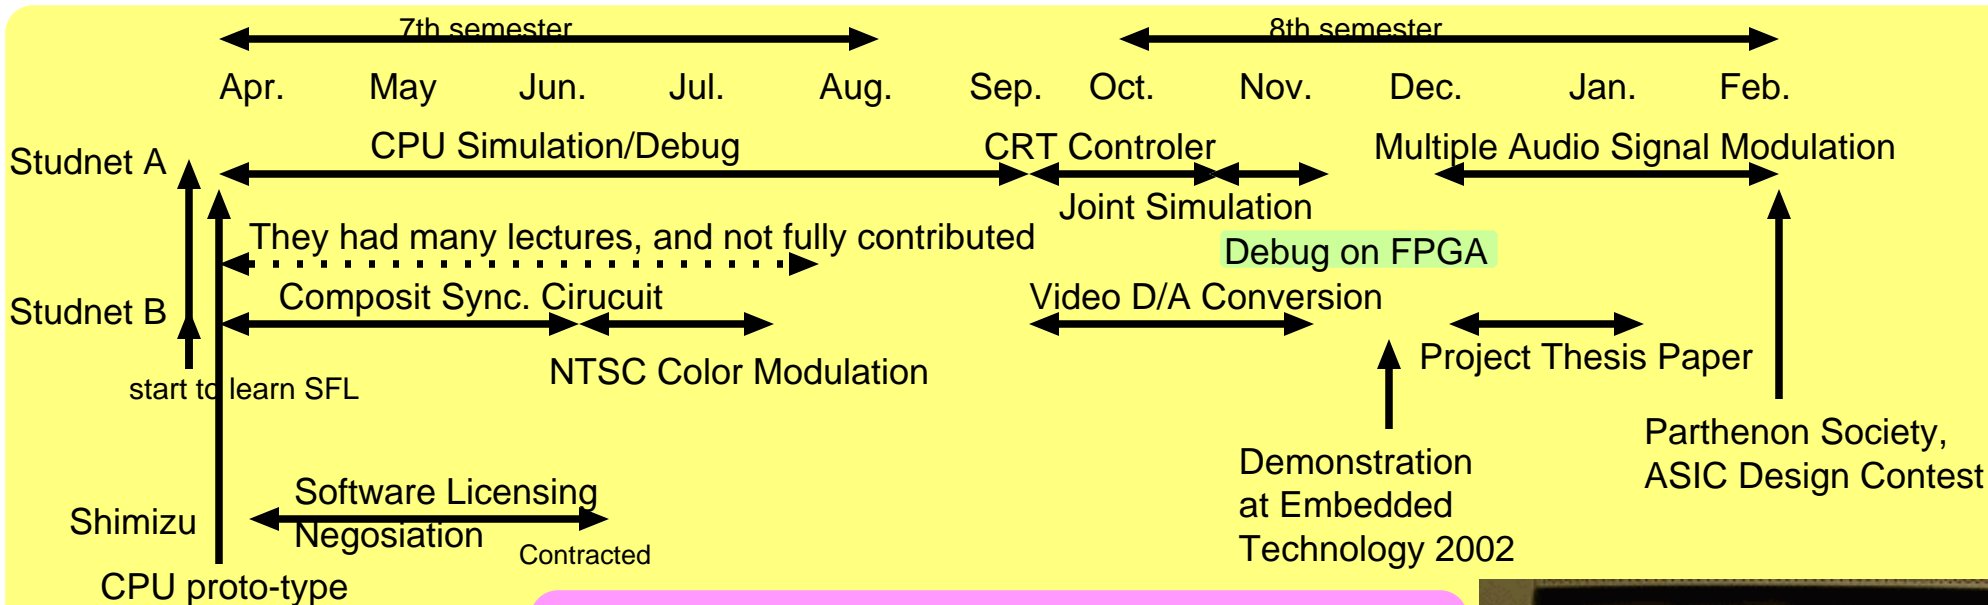 7th semester
8th semester
Apr. May Jun. Jul. Aug. Sep. Oct. Nov. Dec. Jan. Feb.
Studnet A
CPU Simulation/Debug
CRT Controler
Multiple Audio Signal Modulation
Joint Simulation
They had many lectures, and not fully contributed
Debug on FPGA
Studnet B
Composit Sync. Cirucuit
Video D/A Conversion
NTSC Color Modulation
Project Thesis Paper
start to learn SFL
Parthenon Society,
ASIC Design Contest
Demonstration
at Embedded
Technology 2002
Shimizu
Software Licensing
Negosiation
Contracted
CPU proto-type